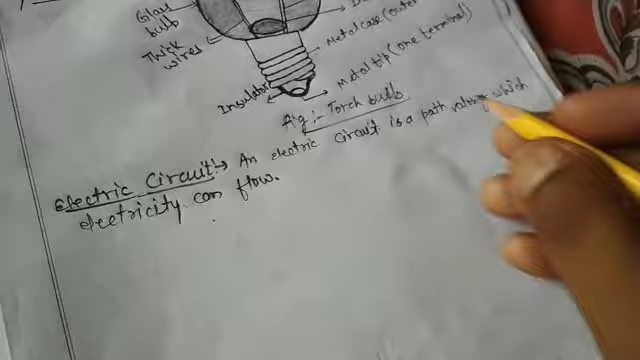 Glass
bulb
Thick
wires
Metal case (outer
Metal tip (one terminal)
Insulator
Fig :- Torch bulb
Electric Circuit :→ An electric circuit is a path along which
electricity can flow.